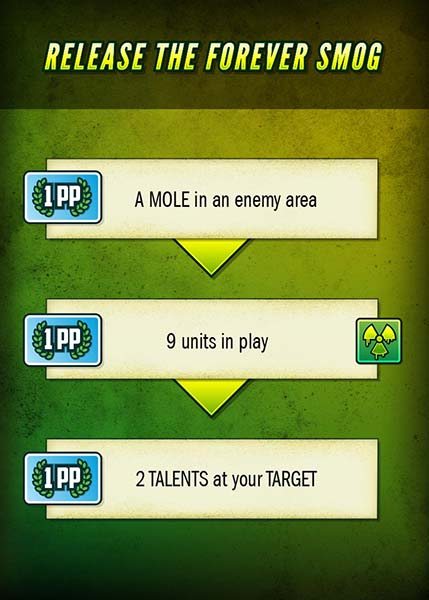 RELEASE THE FOREVER SMOG
1 PP
A MOLE in an enemy area
1 PP
9 units in play
1 PP
2 TALENTS at your TARGET